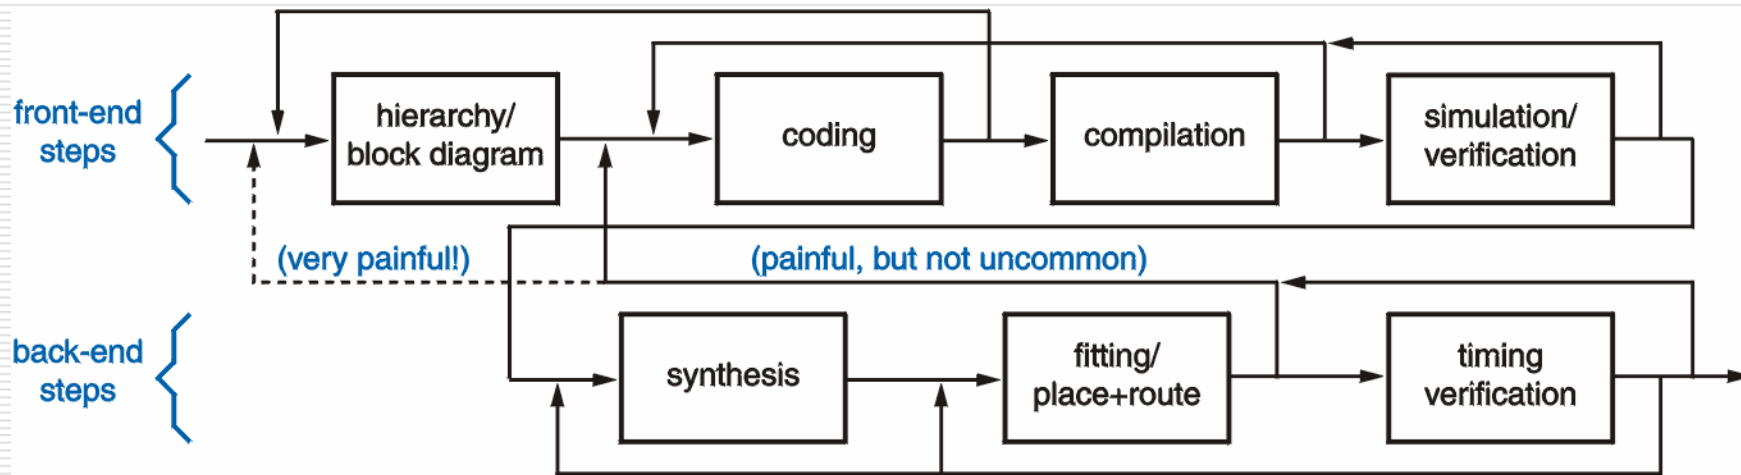 front-end
steps
hierarchy/
block diagram
coding
compilation
simulation/
verification
(very painful!)
(painful, but not uncommon)
back-end
steps
synthesis
fitting/
place+route
timing
verification